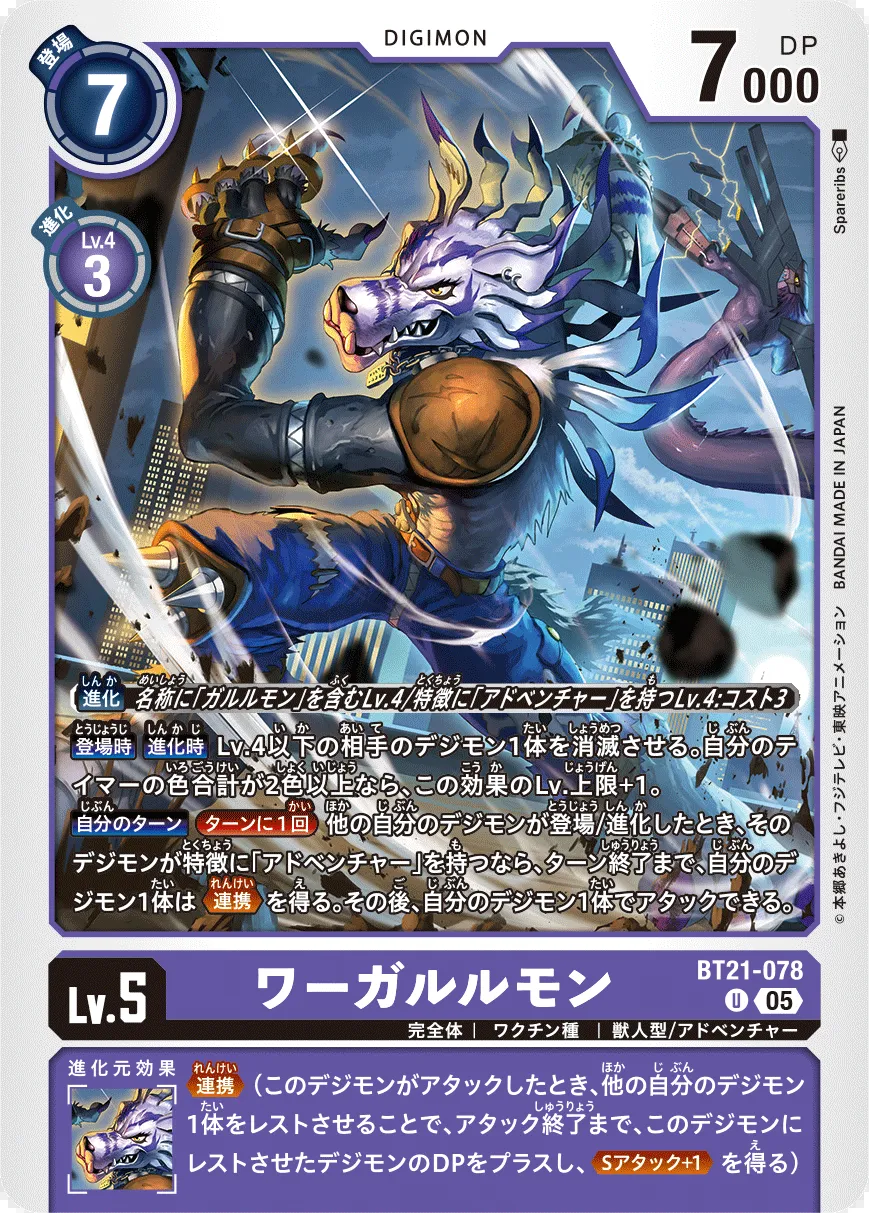 DIGIMON
登場
7
7000
DP
進化
Lv.4
3
Spareribs
©本郷あきよし・フジテレビ・東映アニメーション BANDAI MADE IN JAPAN
進化 名称に「ガルルモン」を含むLv.4/特徴に「アドベンチャー」を持つLv.4:コスト3
登場時 進化時 Lv.4以下の相手のデジモン1体を消滅させる。自分のテ
イマーの色合計が2色以上なら、この効果のLv.上限+1。
自分のターン ターンに1回 他の自分のデジモンが登場/進化したとき、その
デジモンが特徴に「アドベンチャー」を持つなら、ターン終了まで、自分のデ
ジモン1体は 連携 を得る。その後、自分のデジモン1体でアタックできる。
Lv.5
ワーガルルモン
BT21-078
U 05
完全体 | ワクチン種 | 獣人型/アドベンチャー
進化元効果
連携 (このデジモンがアタックしたとき、他の自分のデジモン
1体をレストさせることで、アタック終了まで、このデジモンに
レストさせたデジモンのDPをプラスし、 Sアタック+1 を得る)